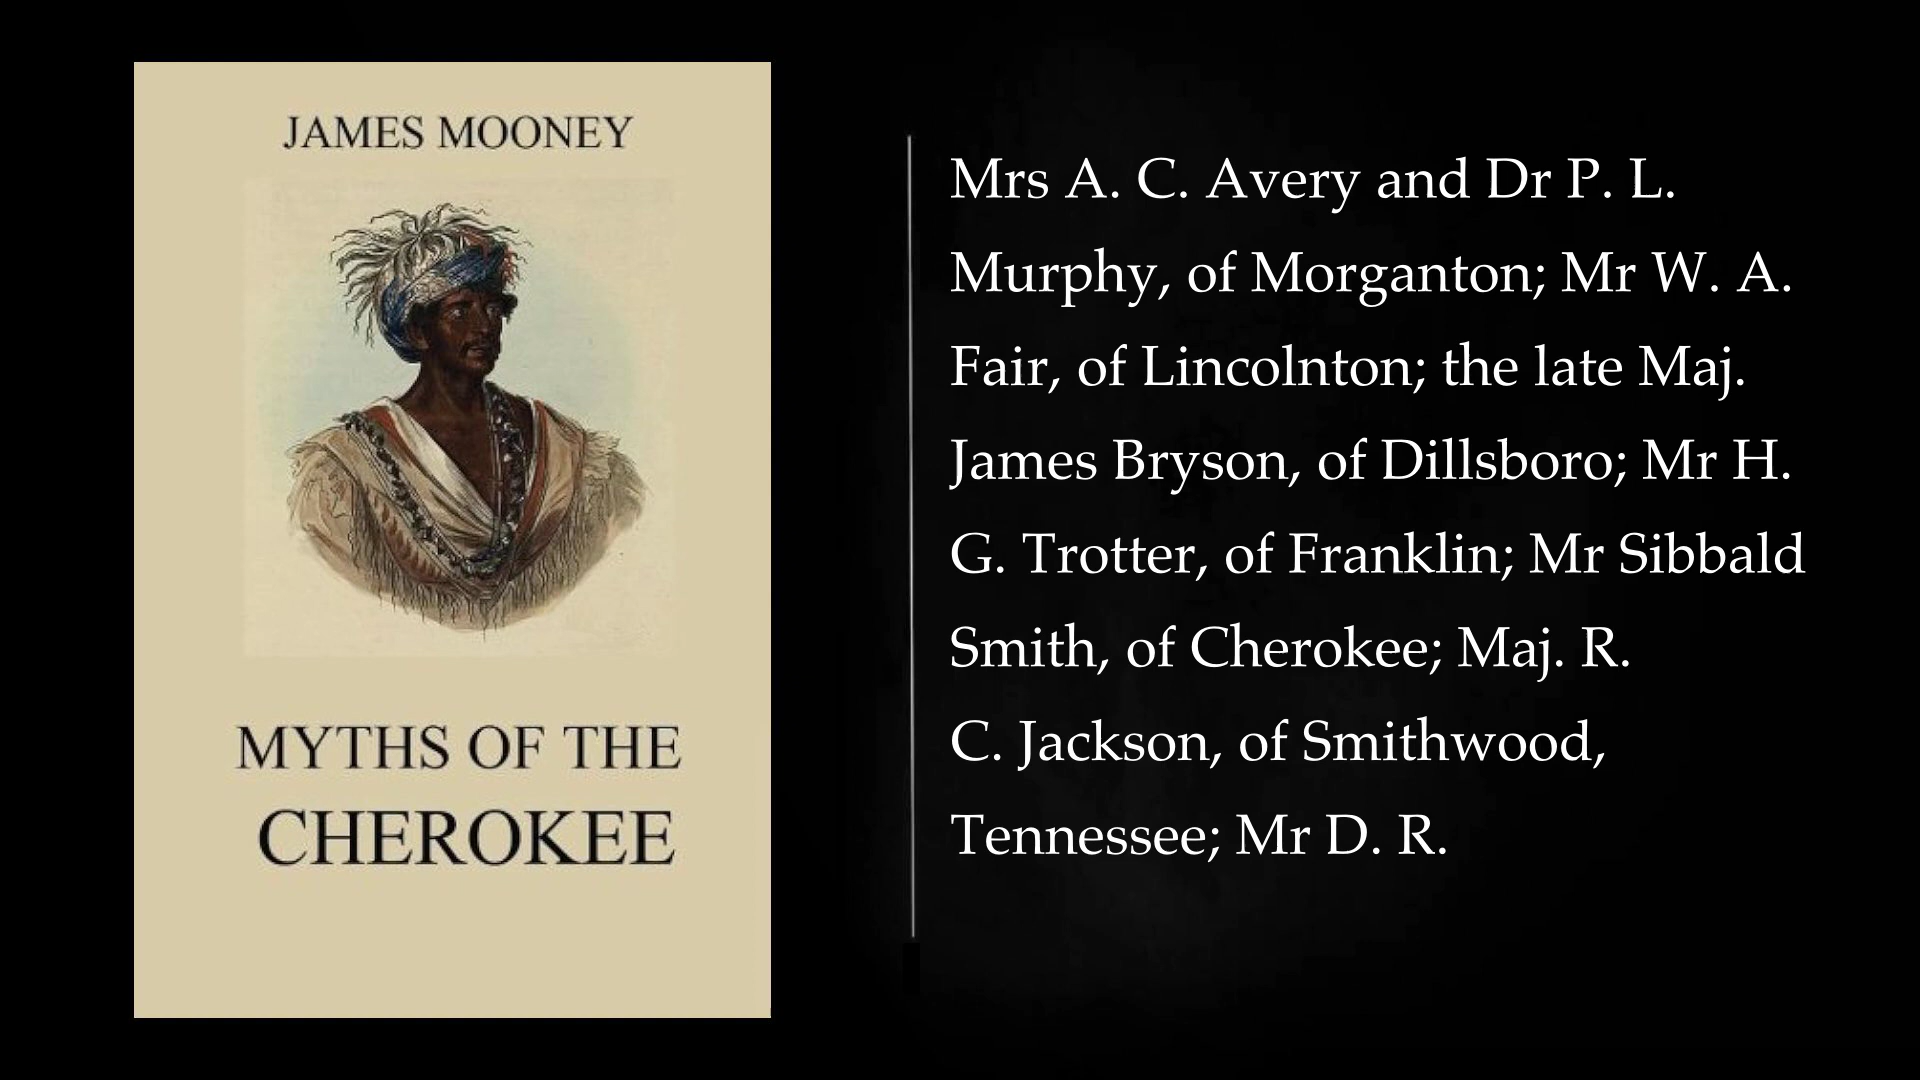 JAMES MOONEY
MYTHS OF THE
CHEROKEE
Mrs A. C. Avery and Dr P. L.
Murphy, of Morganton; Mr W. A.
Fair, of Lincolnton; the late Maj.
James Bryson, of Dillsboro; Mr H.
G. Trotter, of Franklin; Mr Sibbald
Smith, of Cherokee; Maj. R.
C. Jackson, of Smithwood,
Tennessee; Mr D. R.